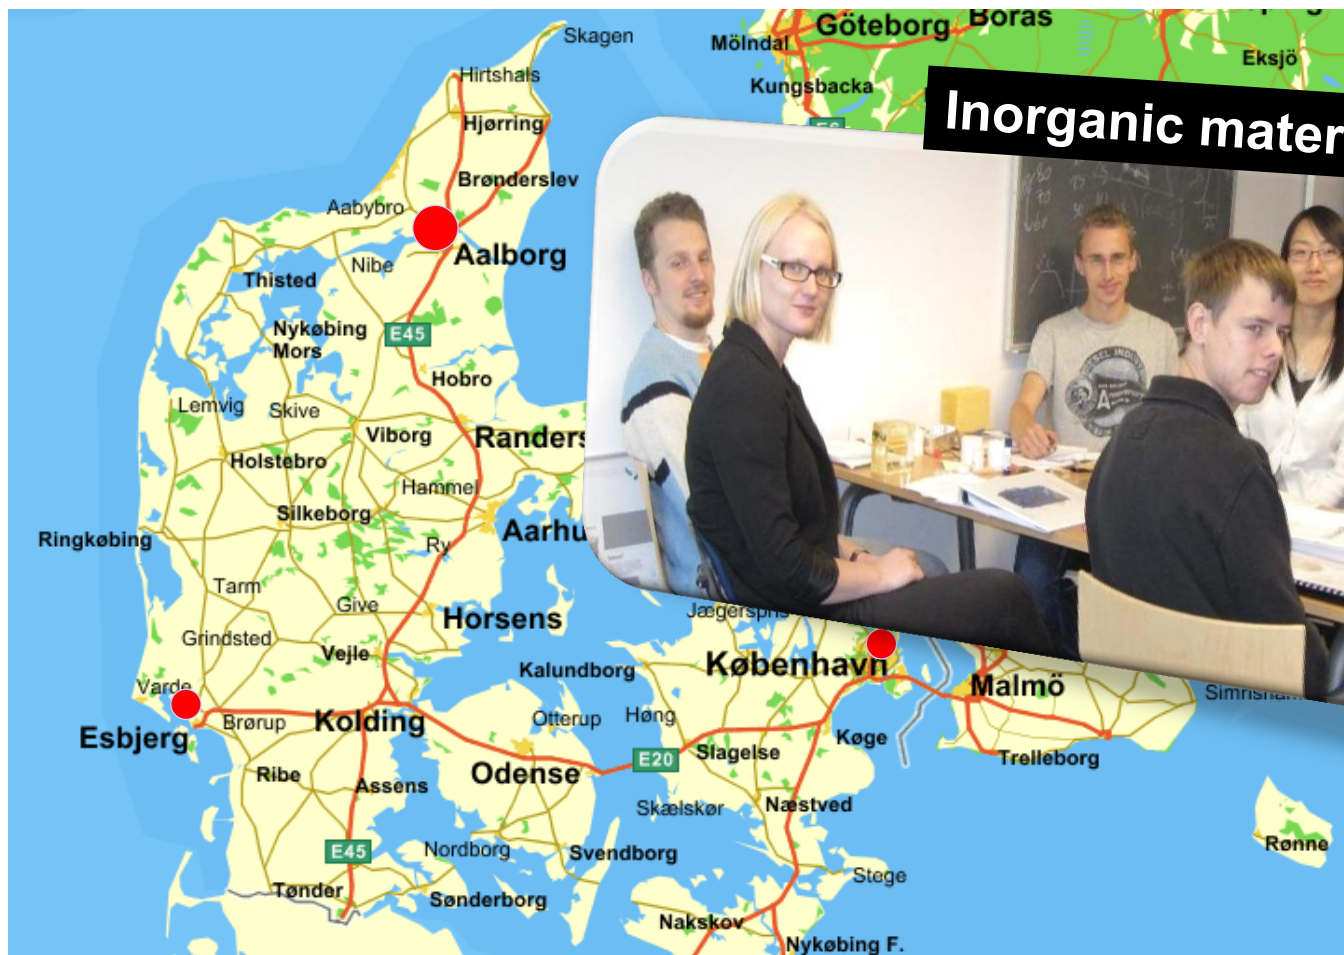 Skagen
Göteborg
Borås
Mölndal
Eksjö
Hirtshals
Kungsbacka
Inorganic mater
Hjørring
E6
Brønderslev
Aabybro
Aalborg
Nibe
Thisted
Nykøbing
Mors
E45
Hobro
Lemvig
Skive
Viborg
Randers
Holstebro
Hammel
Silkeborg
Aarhu
Ringkøbing
Ry
Tarm
Give
Horsens
Jægerspris
Grindsted
Vejle
Kalundborg
København
Varde
Malmö
Simrisham
Esbjerg
Brørup
Kolding
Otterup
Høng
Køge
E20
Slagelse
Trelleborg
Ribe
Assens
Odense
Skælskør
Næstved
E45
Nordborg
Svendborg
Rønne
Tønder
Sønderborg
Stege
Nakskov
Nykøbing F.